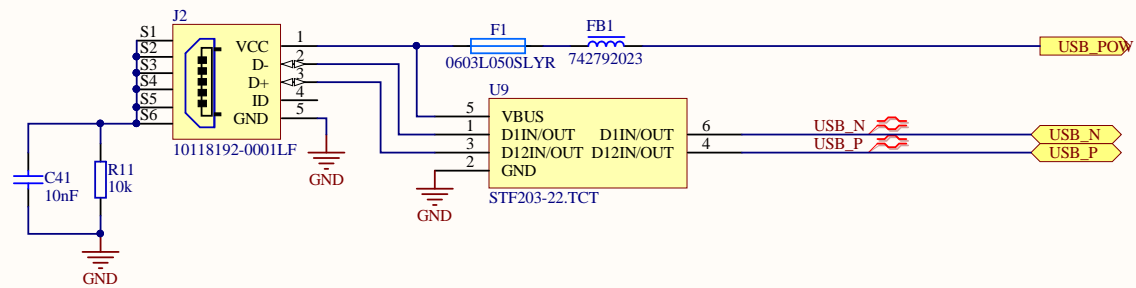 J2
S1
S2
S3
S4
S5
S6
VCC
D-
D+
ID
GND
1
2
3
4
5
10118192-0001LF
GND
C41
10nF
R11
10k
GND
F1
0603L050SLYR
FB1
742792023
USB_POW
U9
5
1
3
2
VBUS
D1IN/OUT
D12IN/OUT
GND
D1IN/OUT
D12IN/OUT
6
4
STF203-22.TCT
GND
USB_N
USB_P
USB_N
USB_P